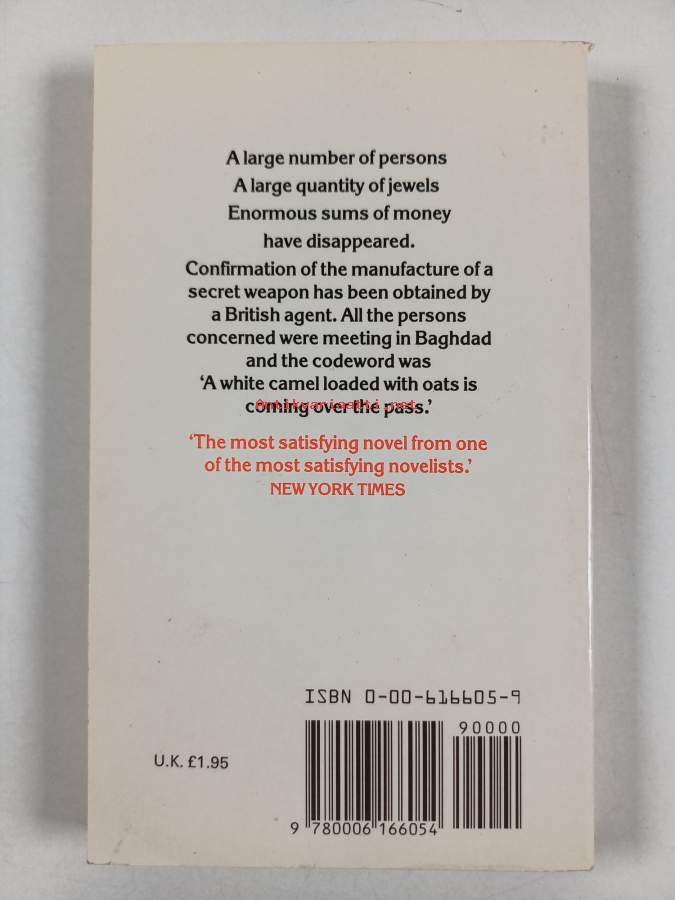 A large number of persons
A large quantity of jewels
Enormous sums of money
have disappeared.
Confirmation of the manufacture of a
secret weapon has been obtained by
a British agent. All the persons
concerned were meeting in Baghdad
and the codeword was
‘A white camel loaded with oats is
coming over the pass.’
antikvariaatti.net
‘The most satisfying novel from one
of the most satisfying novelists.’
NEW YORK TIMES
ISBN 0-00-616605-9
90000
U.K. £1.95
9 780006 166054